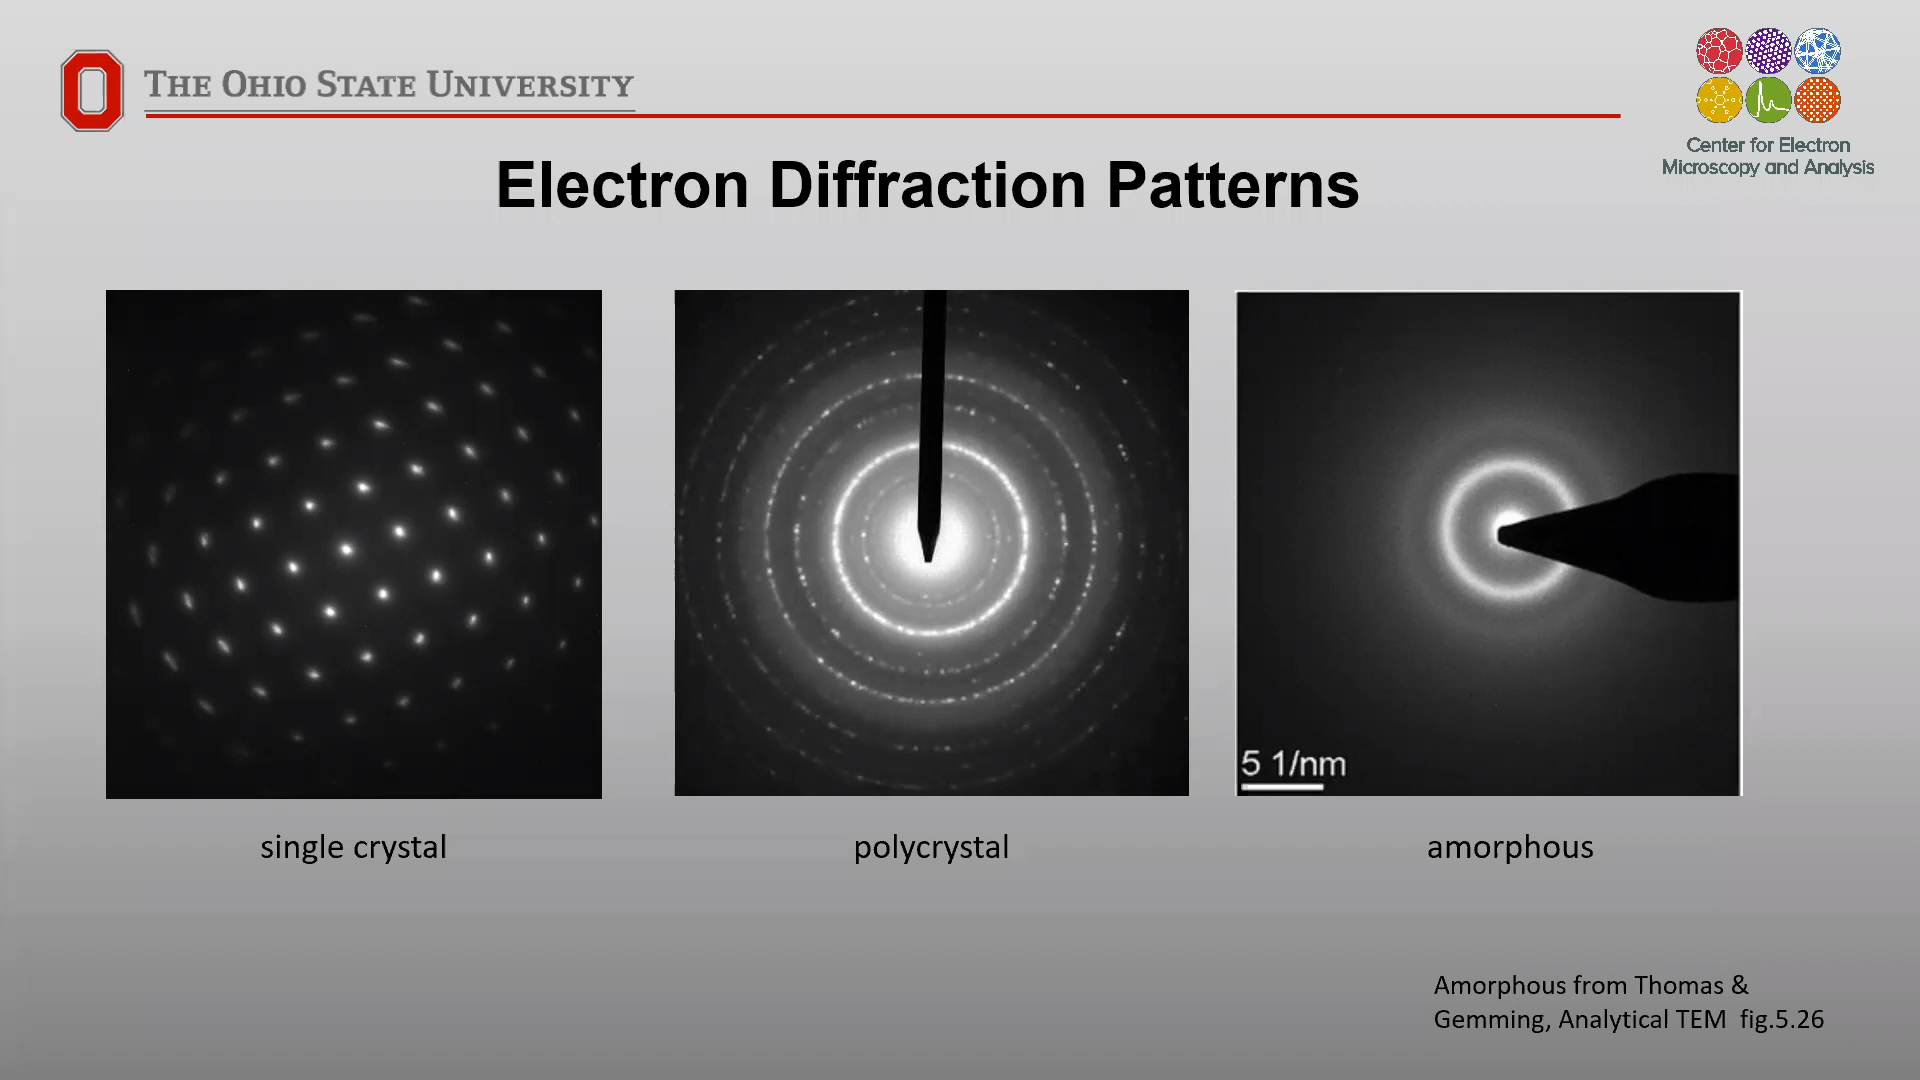 THE OHIO STATE UNIVERSITY
Center for Electron
Microscopy and Analysis
Electron Diffraction Patterns
5 1/nm
single crystal
polycrystal
amorphous
Amorphous from Thomas &
Gemming, Analytical TEM fig.5.26